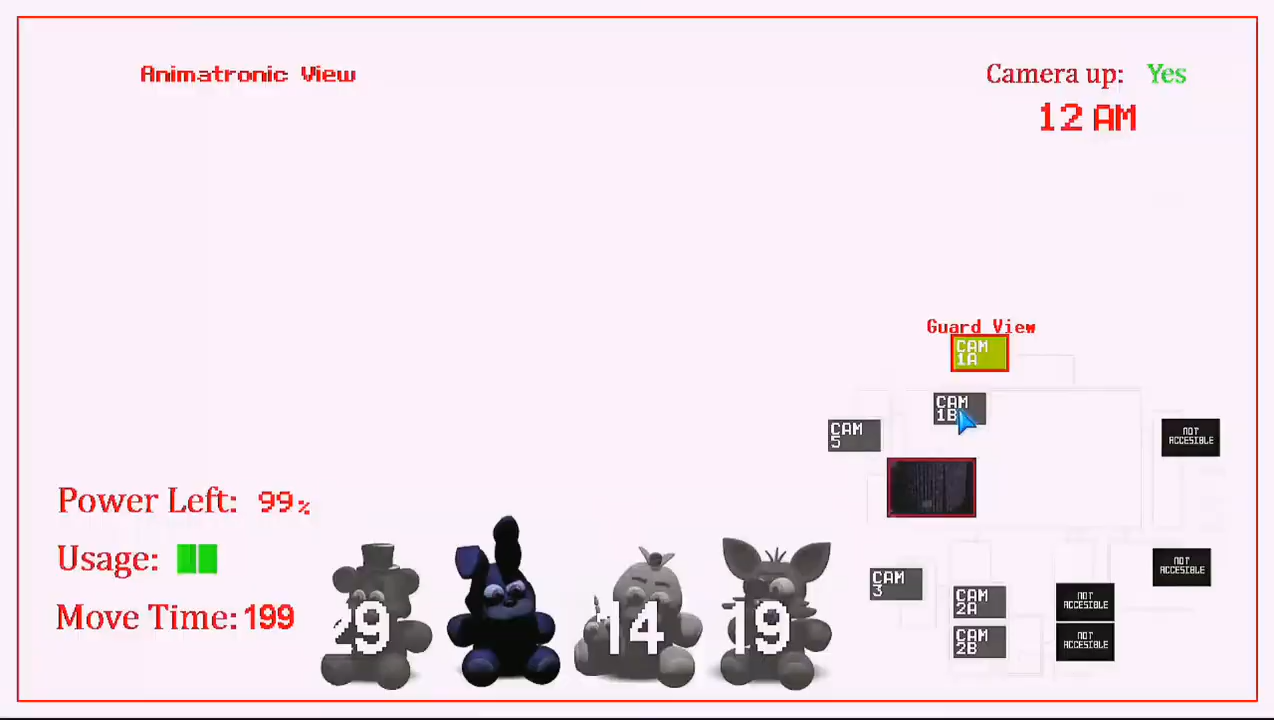 Animatronic View
Camera up: Yes
12 AM
Guard View
CAM
1A
CAM
1B
CAM
5
NOT
ACCESIBLE
Power Left: 99%
Usage:
Move Time: 199
29
14
19
CAM
3
CAM
2A
CAM
2B
NOT
ACCESIBLE
NOT
ACCESIBLE
NOT
ACCESIBLE